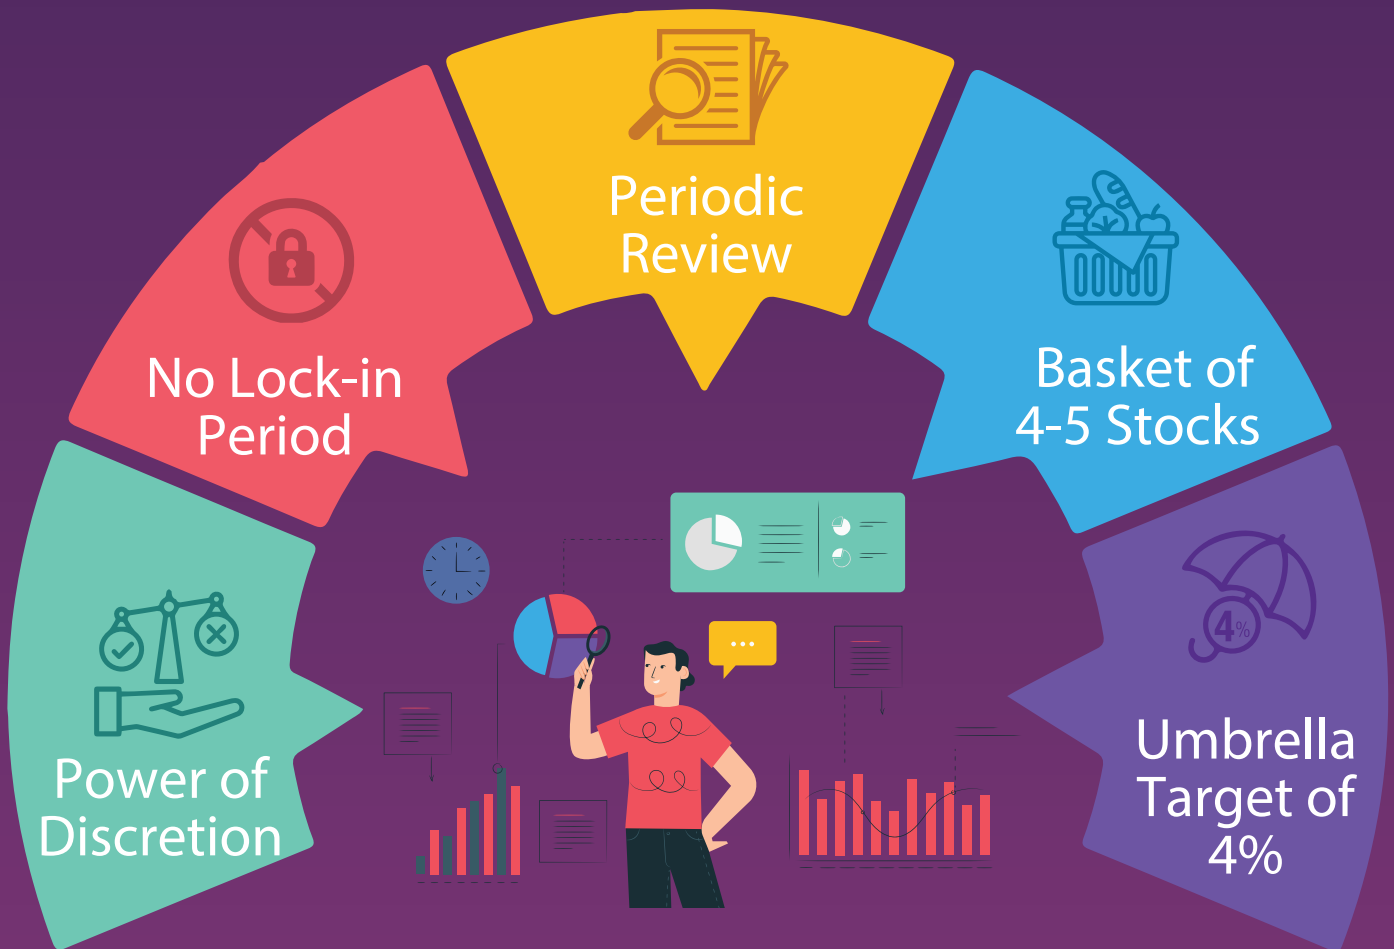 Periodic
Review
No Lock-in
Period
Basket of
4-5 Stocks
Power of
Discretion
4%
Umbrella
Target of
4%